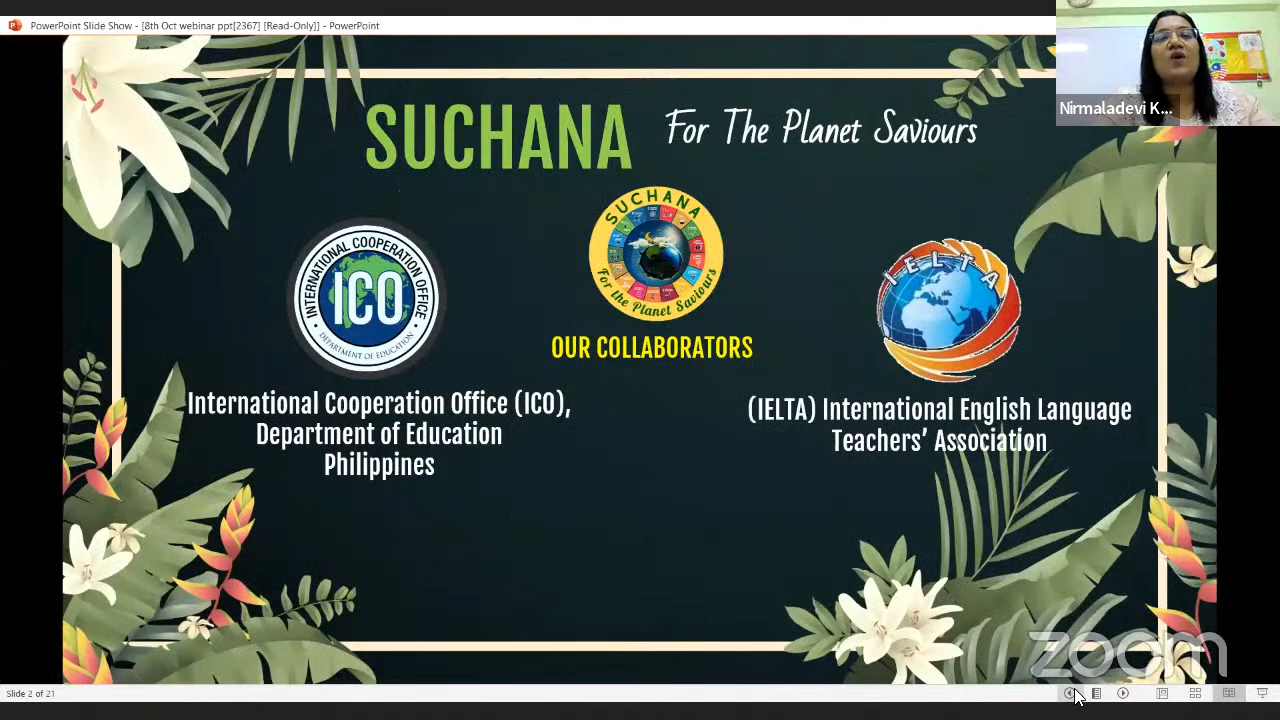 PowerPoint Slide Show - [8th Oct webinar ppt[2367] [Read-Only]] - PowerPoint
Nirmaladevi K...
SUCHANA
For The Planet Saviours
SUCHANA
For the Planet Saviours
INTERNATIONAL COOPERATION OFFICE
ICO
DEPARTMENT OF EDUCATION
IELTA
OUR COLLABORATORS
International Cooperation Office (ICO),
Department of Education
Philippines
(IELTA) International English Language
Teachers’ Association
zoom
Slide 2 of 21